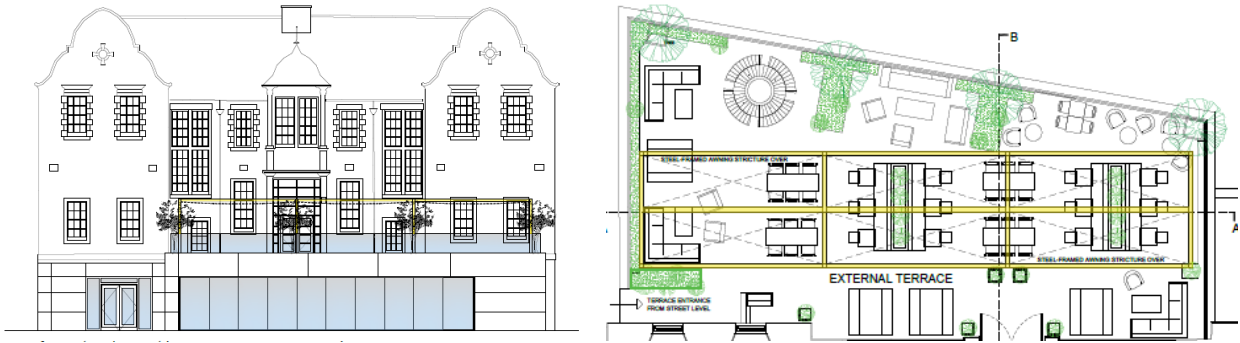 B
STEEL-FRAMED AWNING STRICTURE OVER
A
STEEL-FRAMED AWNING STRICTURE OVER
EXTERNAL TERRACE
TERRACE ENTRANCE
FROM STREET LEVEL